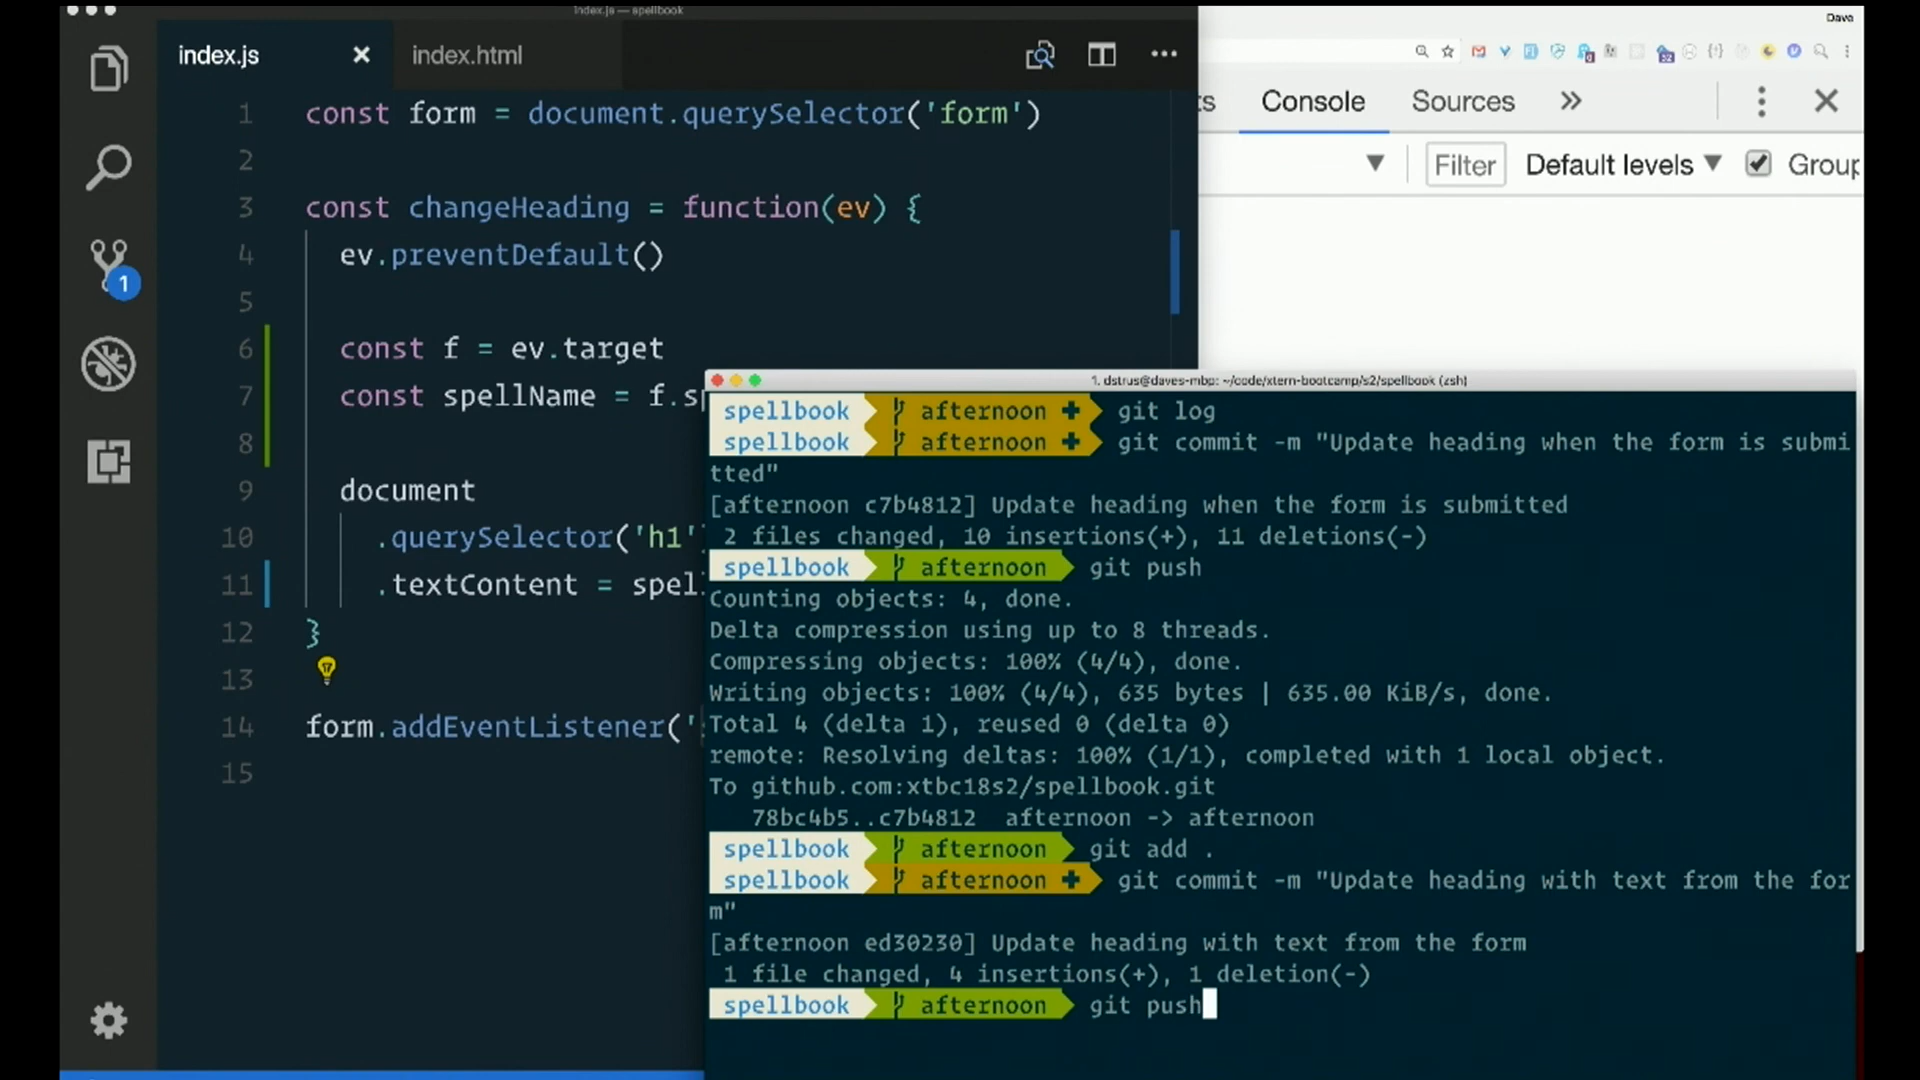 index.js — spellbook
index.js
index.html
1 const form = document.querySelector('form')
2
3 const changeHeading = function(ev) {
4 ev.preventDefault()
5
6 const f = ev.target
7 const spellName = f.sp
8
9 document
10 .querySelector('h1'
11 .textContent = spel
12 }
13
14 form.addEventListener('
15
1
Dave
ts Console Sources »
Filter Default levels ▼ Group
1. dstrus@daves-mbp: ~/code/xtern-bootcamp/s2/spellbook (zsh)
spellbook afternoon + git log
spellbook afternoon + git commit -m "Update heading when the form is submi
tted"
[afternoon c7b4812] Update heading when the form is submitted
2 files changed, 10 insertions(+), 11 deletions(-)
spellbook afternoon git push
Counting objects: 4, done.
Delta compression using up to 8 threads.
Compressing objects: 100% (4/4), done.
Writing objects: 100% (4/4), 635 bytes | 635.00 KiB/s, done.
Total 4 (delta 1), reused 0 (delta 0)
remote: Resolving deltas: 100% (1/1), completed with 1 local object.
To github.com:xtbc18s2/spellbook.git
78bc4b5..c7b4812 afternoon -> afternoon
spellbook afternoon git add .
spellbook afternoon + git commit -m "Update heading with text from the for
m"
[afternoon ed30230] Update heading with text from the form
1 file changed, 4 insertions(+), 1 deletion(-)
spellbook afternoon git push